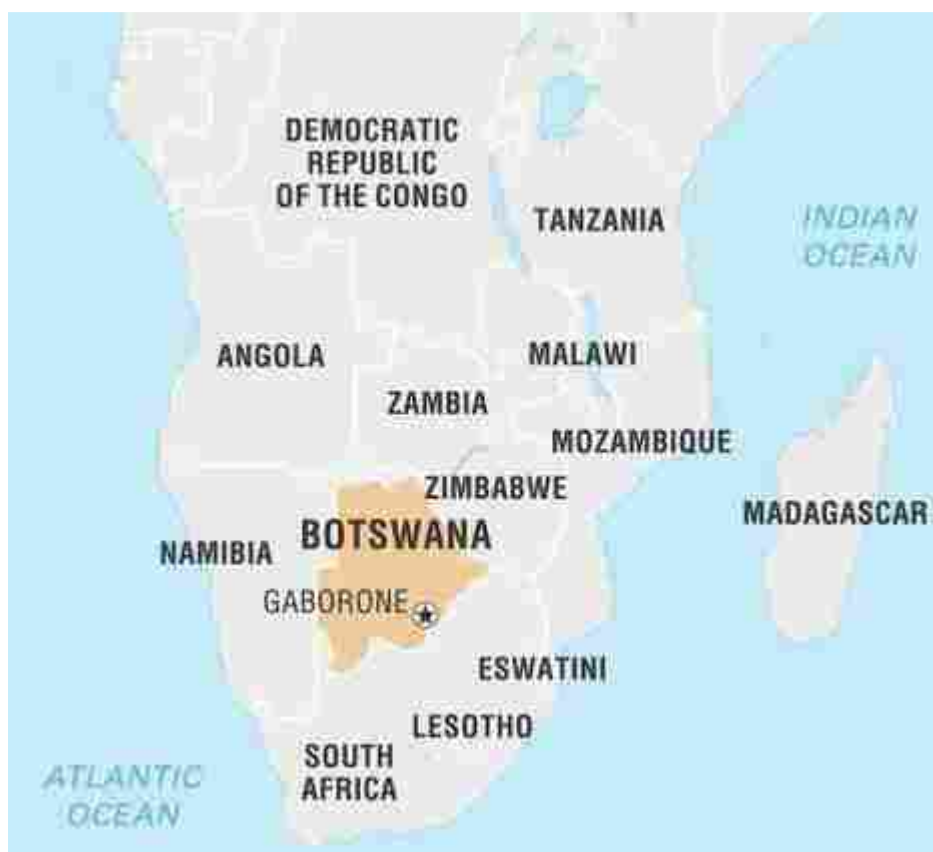 DEMOCRATIC
REPUBLIC
OF THE CONGO
TANZANIA
INDIAN
OCEAN
ANGOLA
MALAWI
ZAMBIA
MOZAMBIQUE
ZIMBABWE
MADAGASCAR
BOTSWANA
NAMIBIA
GABORONE
ESWATINI
LESOTHO
SOUTH
AFRICA
ATLANTIC
OCEAN